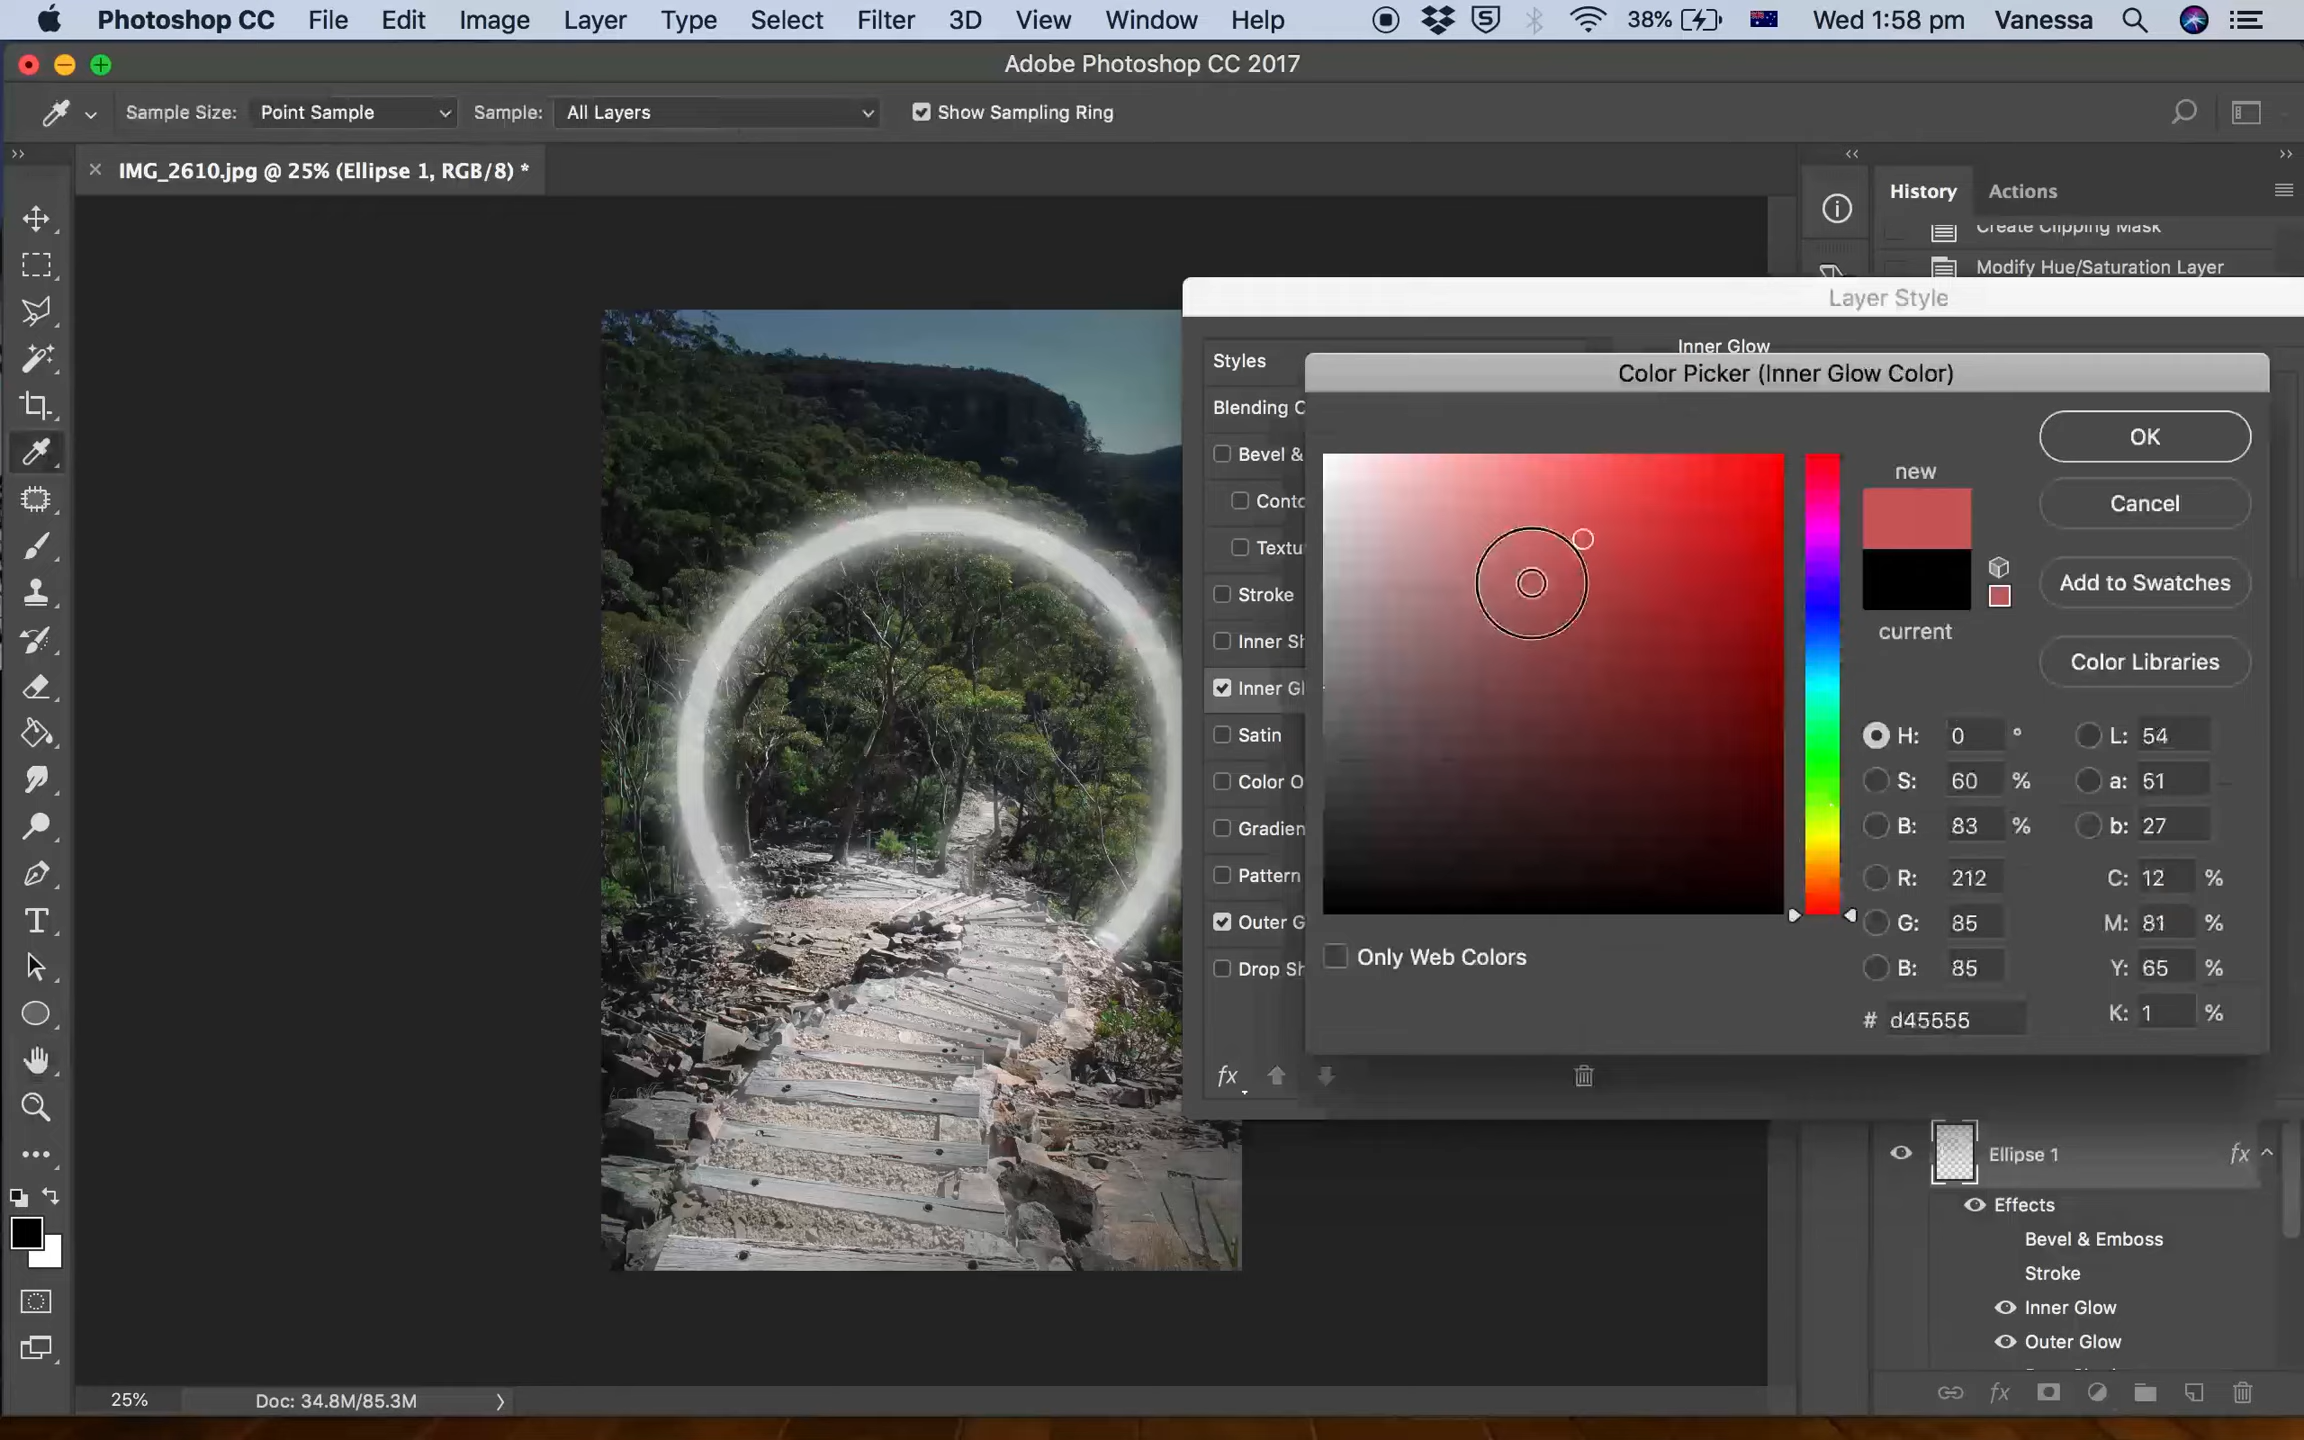 Photoshop CC File Edit Image Layer Type Select Filter 3D View Window Help 38% Wed 1:58 pm Vanessa
Adobe Photoshop CC 2017
Sample Size: Point Sample Sample: All Layers Show Sampling Ring
IMG_2610.jpg @ 25% (Ellipse 1, RGB/8) *
History Actions
Create Clipping Mask
Modify Hue/Saturation Layer
Layer Style
Inner Glow
Styles
Blending O
Bevel &
Conto
Textu
Stroke
Inner Sh
Inner Gl
Satin
Color O
Gradien
Pattern
Outer G
Drop Sh
fx
Color Picker (Inner Glow Color)
OK
Cancel
Add to Swatches
Color Libraries
new
current
H: 0 ° L: 54
S: 60 % a: 51
B: 83 % b: 27
R: 212 C: 12 %
G: 85 M: 81 %
B: 85 Y: 65 %
# d45555 K: 1 %
Only Web Colors
Ellipse 1 fx
Effects
Bevel & Emboss
Stroke
Inner Glow
Outer Glow
fx
25% Doc: 34.8M/85.3M